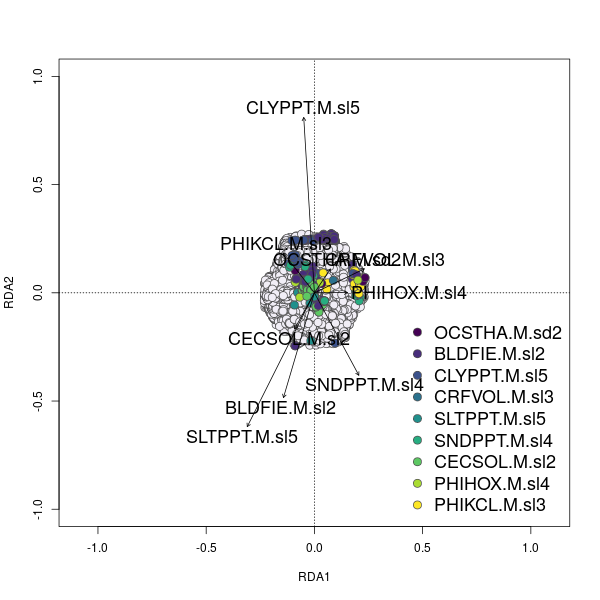 CLYPPT.M.sl5
PHIKCL.M.sl3
OCSTHA.M.sd2
CRFVOL.M.sl3
PHIHOX.M.sl4
CECSOL.M.sl2
SNDPPT.M.sl4
BLDFIE.M.sl2
SLTPPT.M.sl5
OCSTHA.M.sd2
BLDFIE.M.sl2
CLYPPT.M.sl5
CRFVOL.M.sl3
SLTPPT.M.sl5
SNDPPT.M.sl4
CECSOL.M.sl2
PHIHOX.M.sl4
PHIKCL.M.sl3
1.0
0.5
0.0
-0.5
-1.0
RDA2
-1.0 -0.5 0.0 0.5 1.0
RDA1